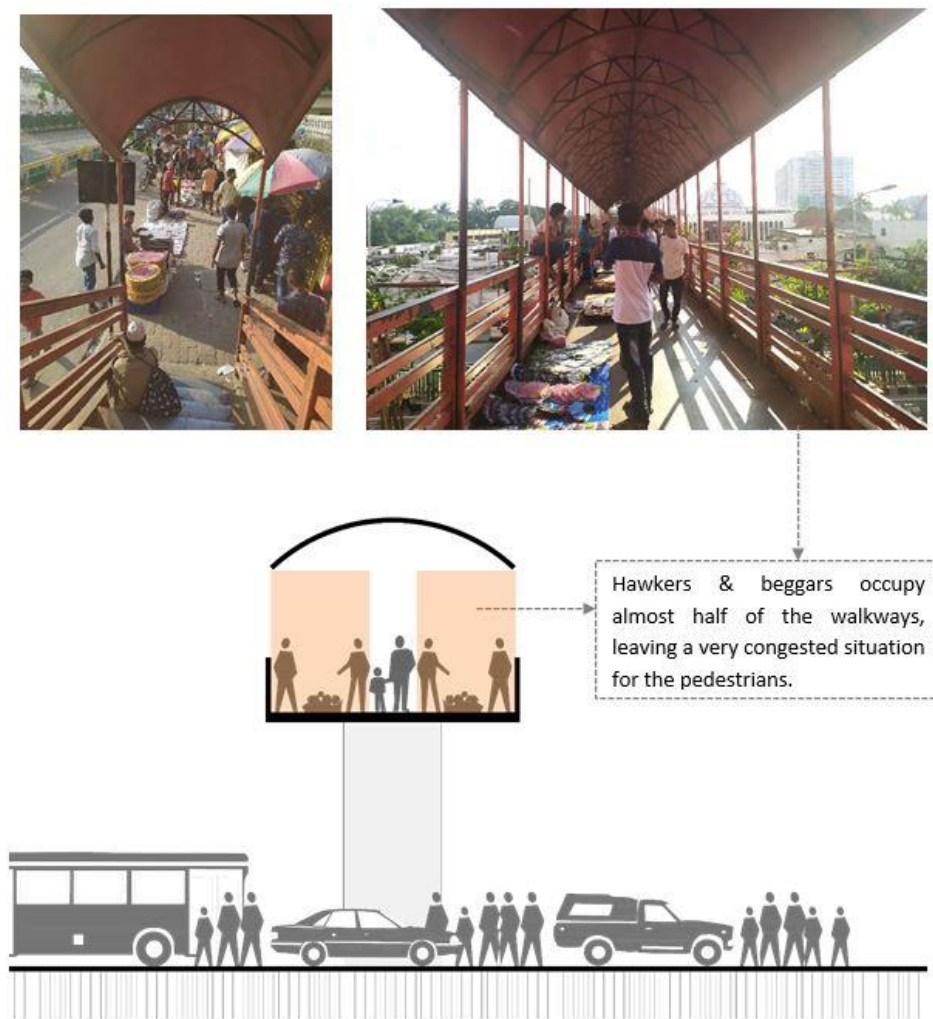 Hawkers & beggars occupy
almost half of the walkways,
leaving a very congested situation
for the pedestrians.